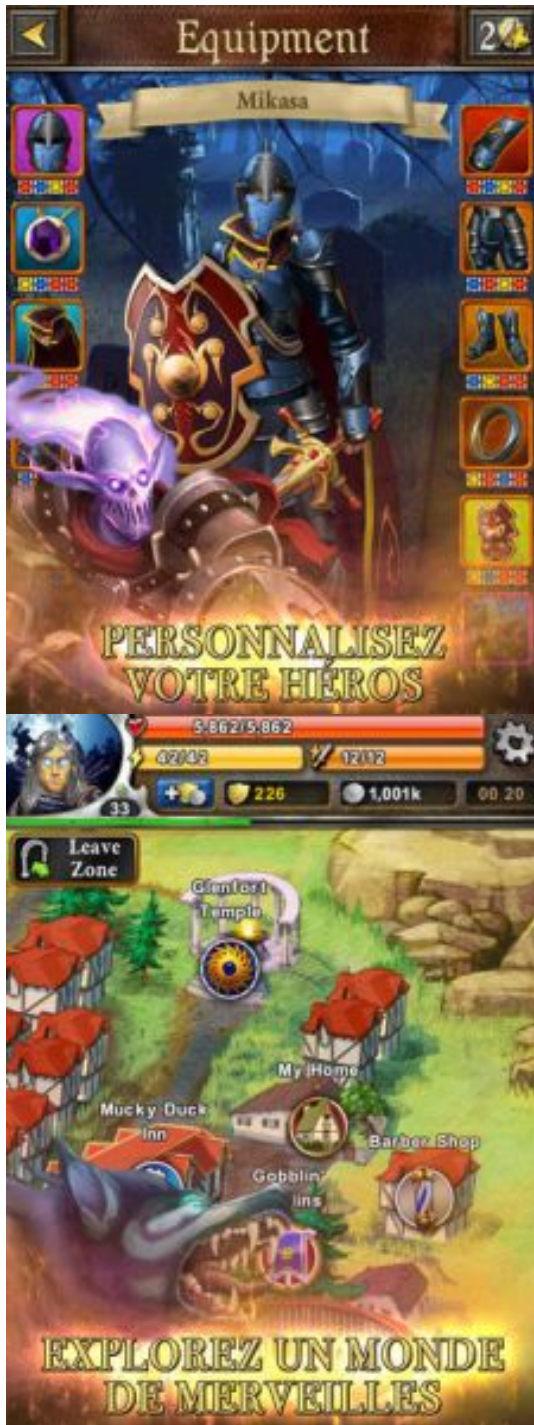 Equipment
2
Mikasa
PERSONNALISEZ
VOTRE HÉROS
5,862/5,862
42/42
12/12
33
226
1,001k
00 20
Leave
Zone
Glenfort
Temple
My Home
Mucky Duck
Inn
Barber Shop
Gobblin'
lins
EXPLOREZ UN MONDE
DE MERVEILLES